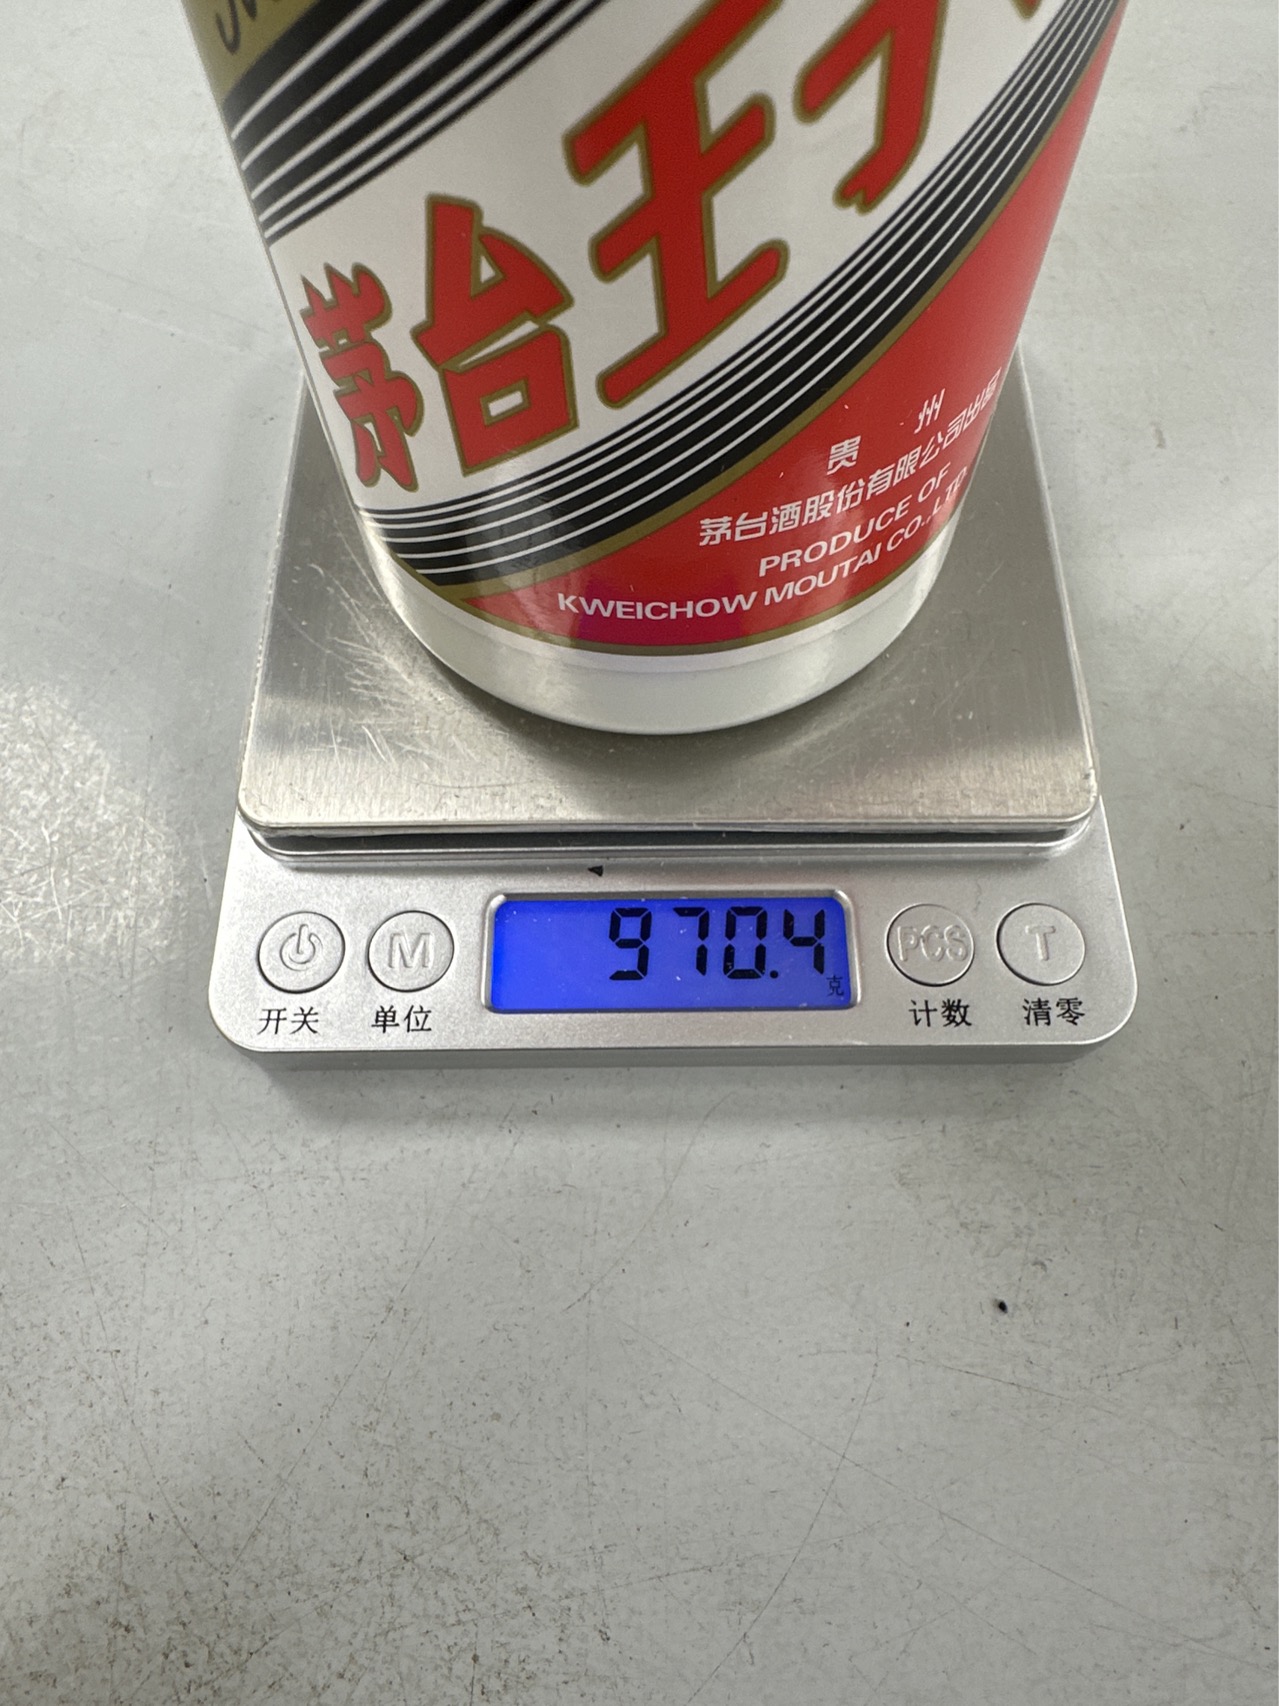 茅台王子
贵州
茅台酒股份有限公司出品
PRODUCE OF
KWEICHOW MOUTAI CO.,LTD.
970.4
克
M
PCS
T
开关
单位
计数
清零